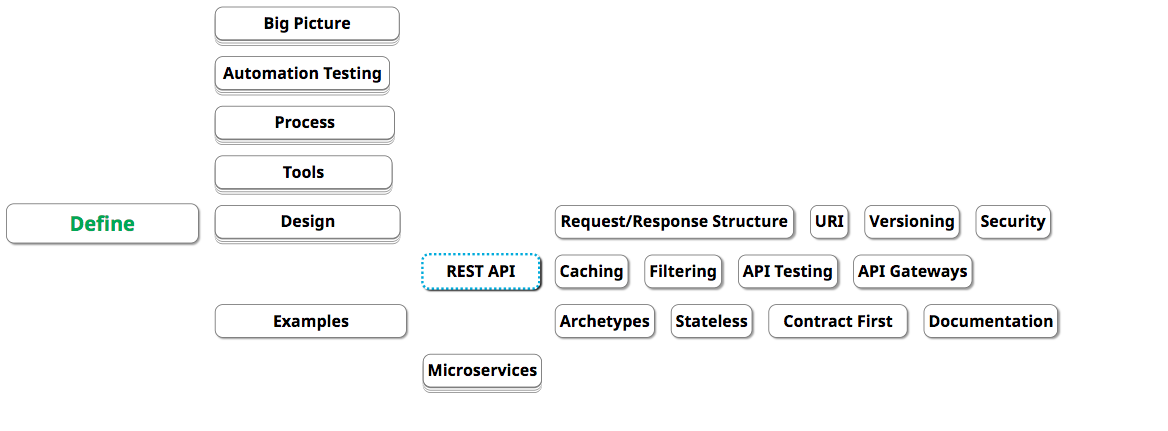 Big Picture
Automation Testing
Process
Tools
Define
Design
Request/Response Structure URI Versioning Security
REST API
Caching Filtering API Testing API Gateways
Examples
Archetypes Stateless Contract First Documentation
Microservices